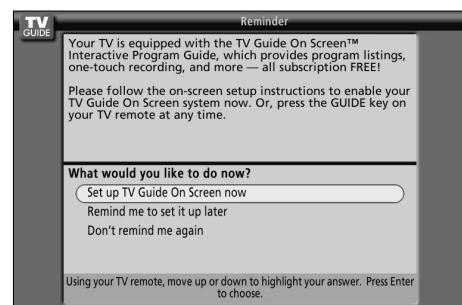 TV
GUIDE
Reminder
Your TV is equipped with the TV Guide On Screen™
Interactive Program Guide, which provides program listings,
one-touch recording, and more — all subscription FREE!
Please follow the on-screen setup instructions to enable your
TV Guide On Screen system now. Or, press the GUIDE key on
your TV remote at any time.
What would you like to do now?
Set up TV Guide On Screen now
Remind me to set it up later
Don't remind me again
Using your TV remote, move up or down to highlight your answer. Press Enter
to choose.